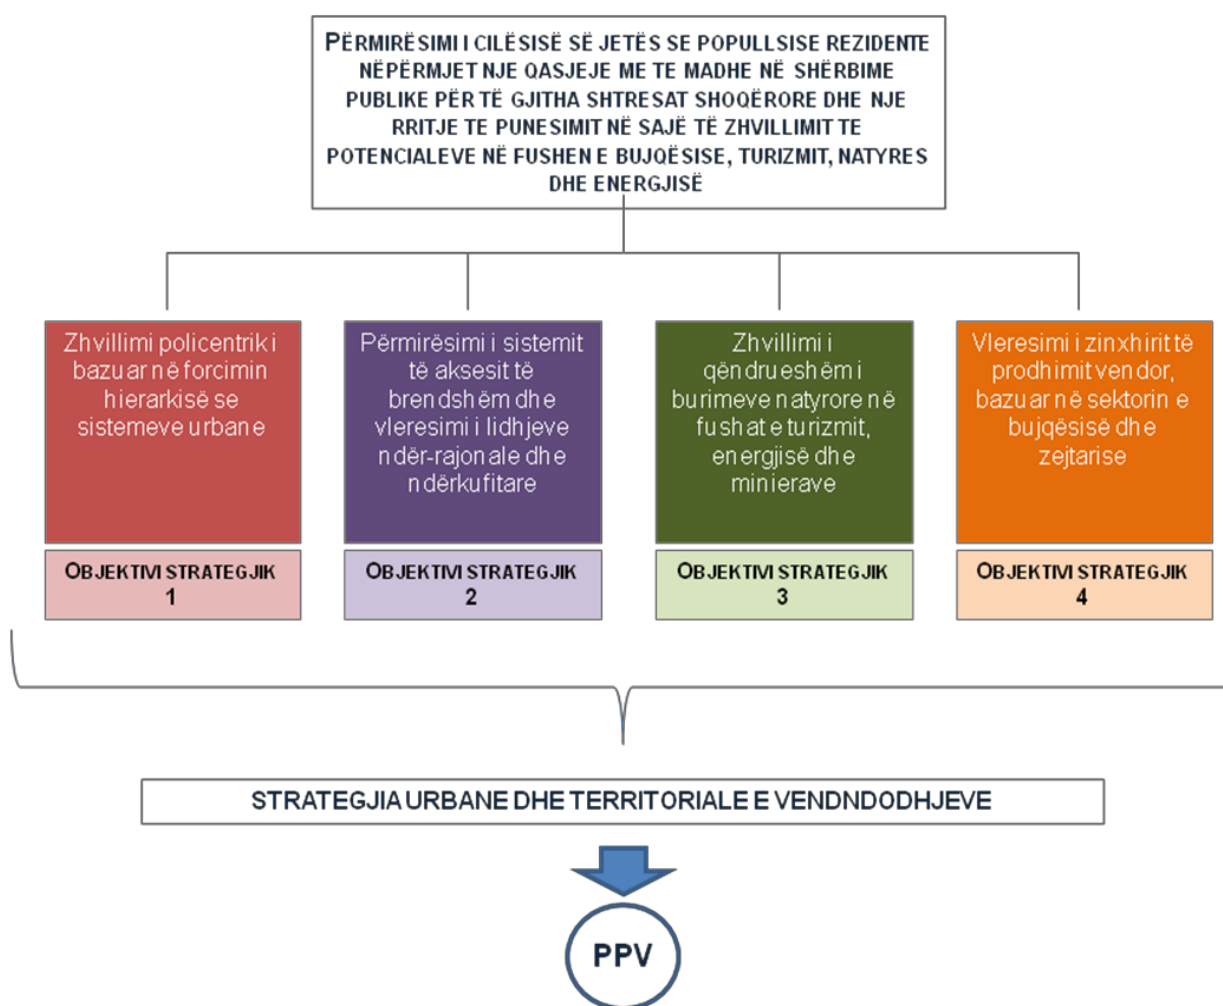 PËRMIRËSIMI I CILËSISË SË JETËS SE POPULLSISE REZIDENTE
NËPËRMJET NJE QASJEJE ME TE MADHE NË SHËRBIME
PUBLIKE PËR TË GJITHA SHTRESAT SHOQËRORE DHE NJE
RRITJE TE PUNESIMIT NË SAJË TË ZHVILLIMIT TE
POTENCIALEVE NË FUSHEN E BUJQËSISE, TURIZMIT, NATYRES
DHE ENERGJISË
Zhvillimi policentrik i
bazuar në forcimin
hierarkisë se
sistemeve urbane
OBJEKTIVI STRATEGJIK
1
Përmirësimi i sistemit
të aksesit të
brendshëm dhe
vleresimi i lidhjeve
ndër-rajonale dhe
ndërkufitare
OBJEKTIVI STRATEGJIK
2
Zhvillimi i
qëndrueshëm i
burimeve natyrore në
fushat e turizmit,
energjisë dhe
minierave
OBJEKTIVI STRATEGJIK
3
Vleresimi i zinxhirit të
prodhimit vendor,
bazuar në sektorin e
bujqësisë dhe
zejtarise
OBJEKTIVI STRATEGJIK
4
STRATEGJIA URBANE DHE TERRITORIALE E VENDNDODHJEVE
PPV